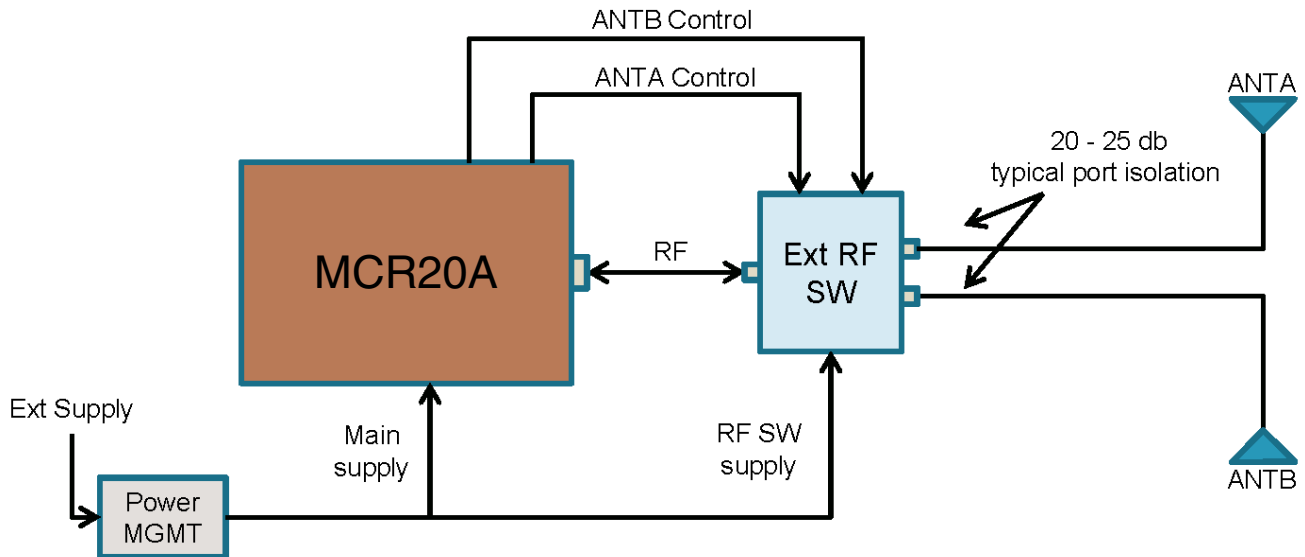 ANTB Control
ANTA Control
ANTA
20 - 25 db
typical port isolation
MCR20A
RF
Ext RF
SW
Ext Supply
Main
supply
RF SW
supply
Power
MGMT
ANTB